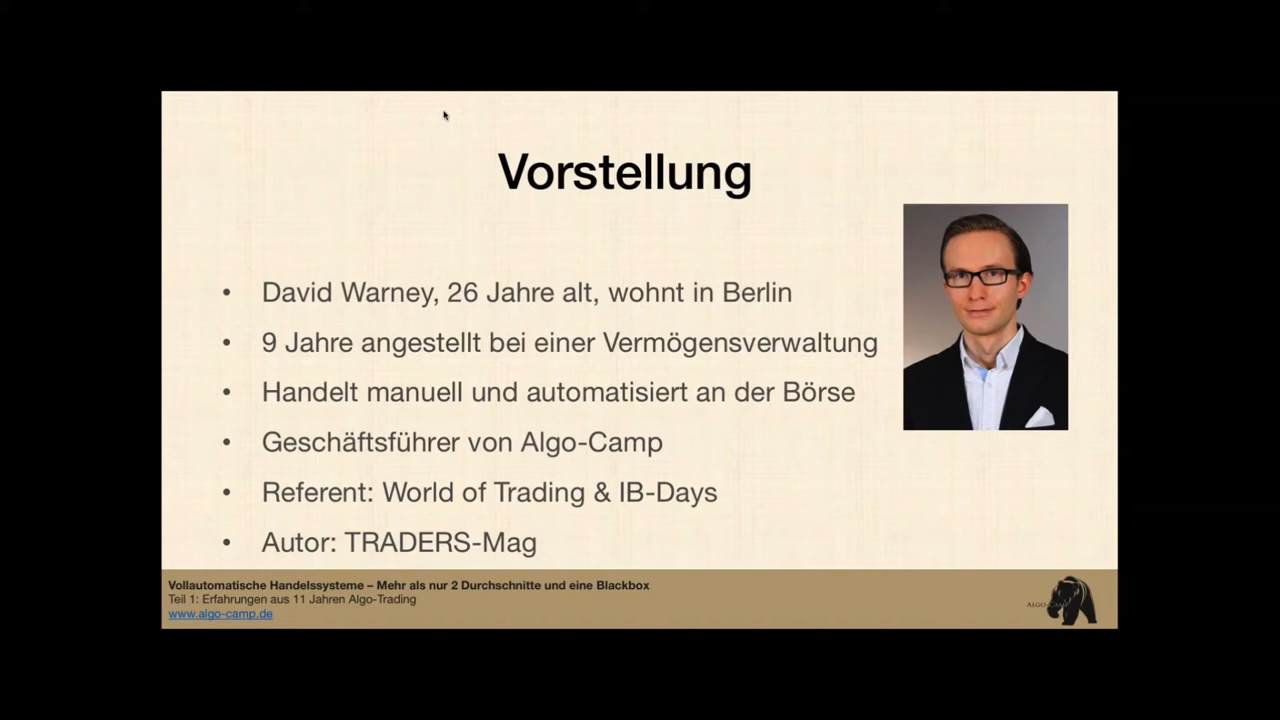 Vorstellung
• David Warney, 26 Jahre alt, wohnt in Berlin
• 9 Jahre angestellt bei einer Vermögensverwaltung
• Handelt manuell und automatisiert an der Börse
• Geschäftsführer von Algo-Camp
• Referent: World of Trading & IB-Days
• Autor: TRADERS-Mag
Vollautomatische Handelssysteme – Mehr als nur 2 Durchschnitte und eine Blackbox
Teil 1: Erfahrungen aus 11 Jahren Algo-Trading
www.algo-camp.de
ALGO-CAMP